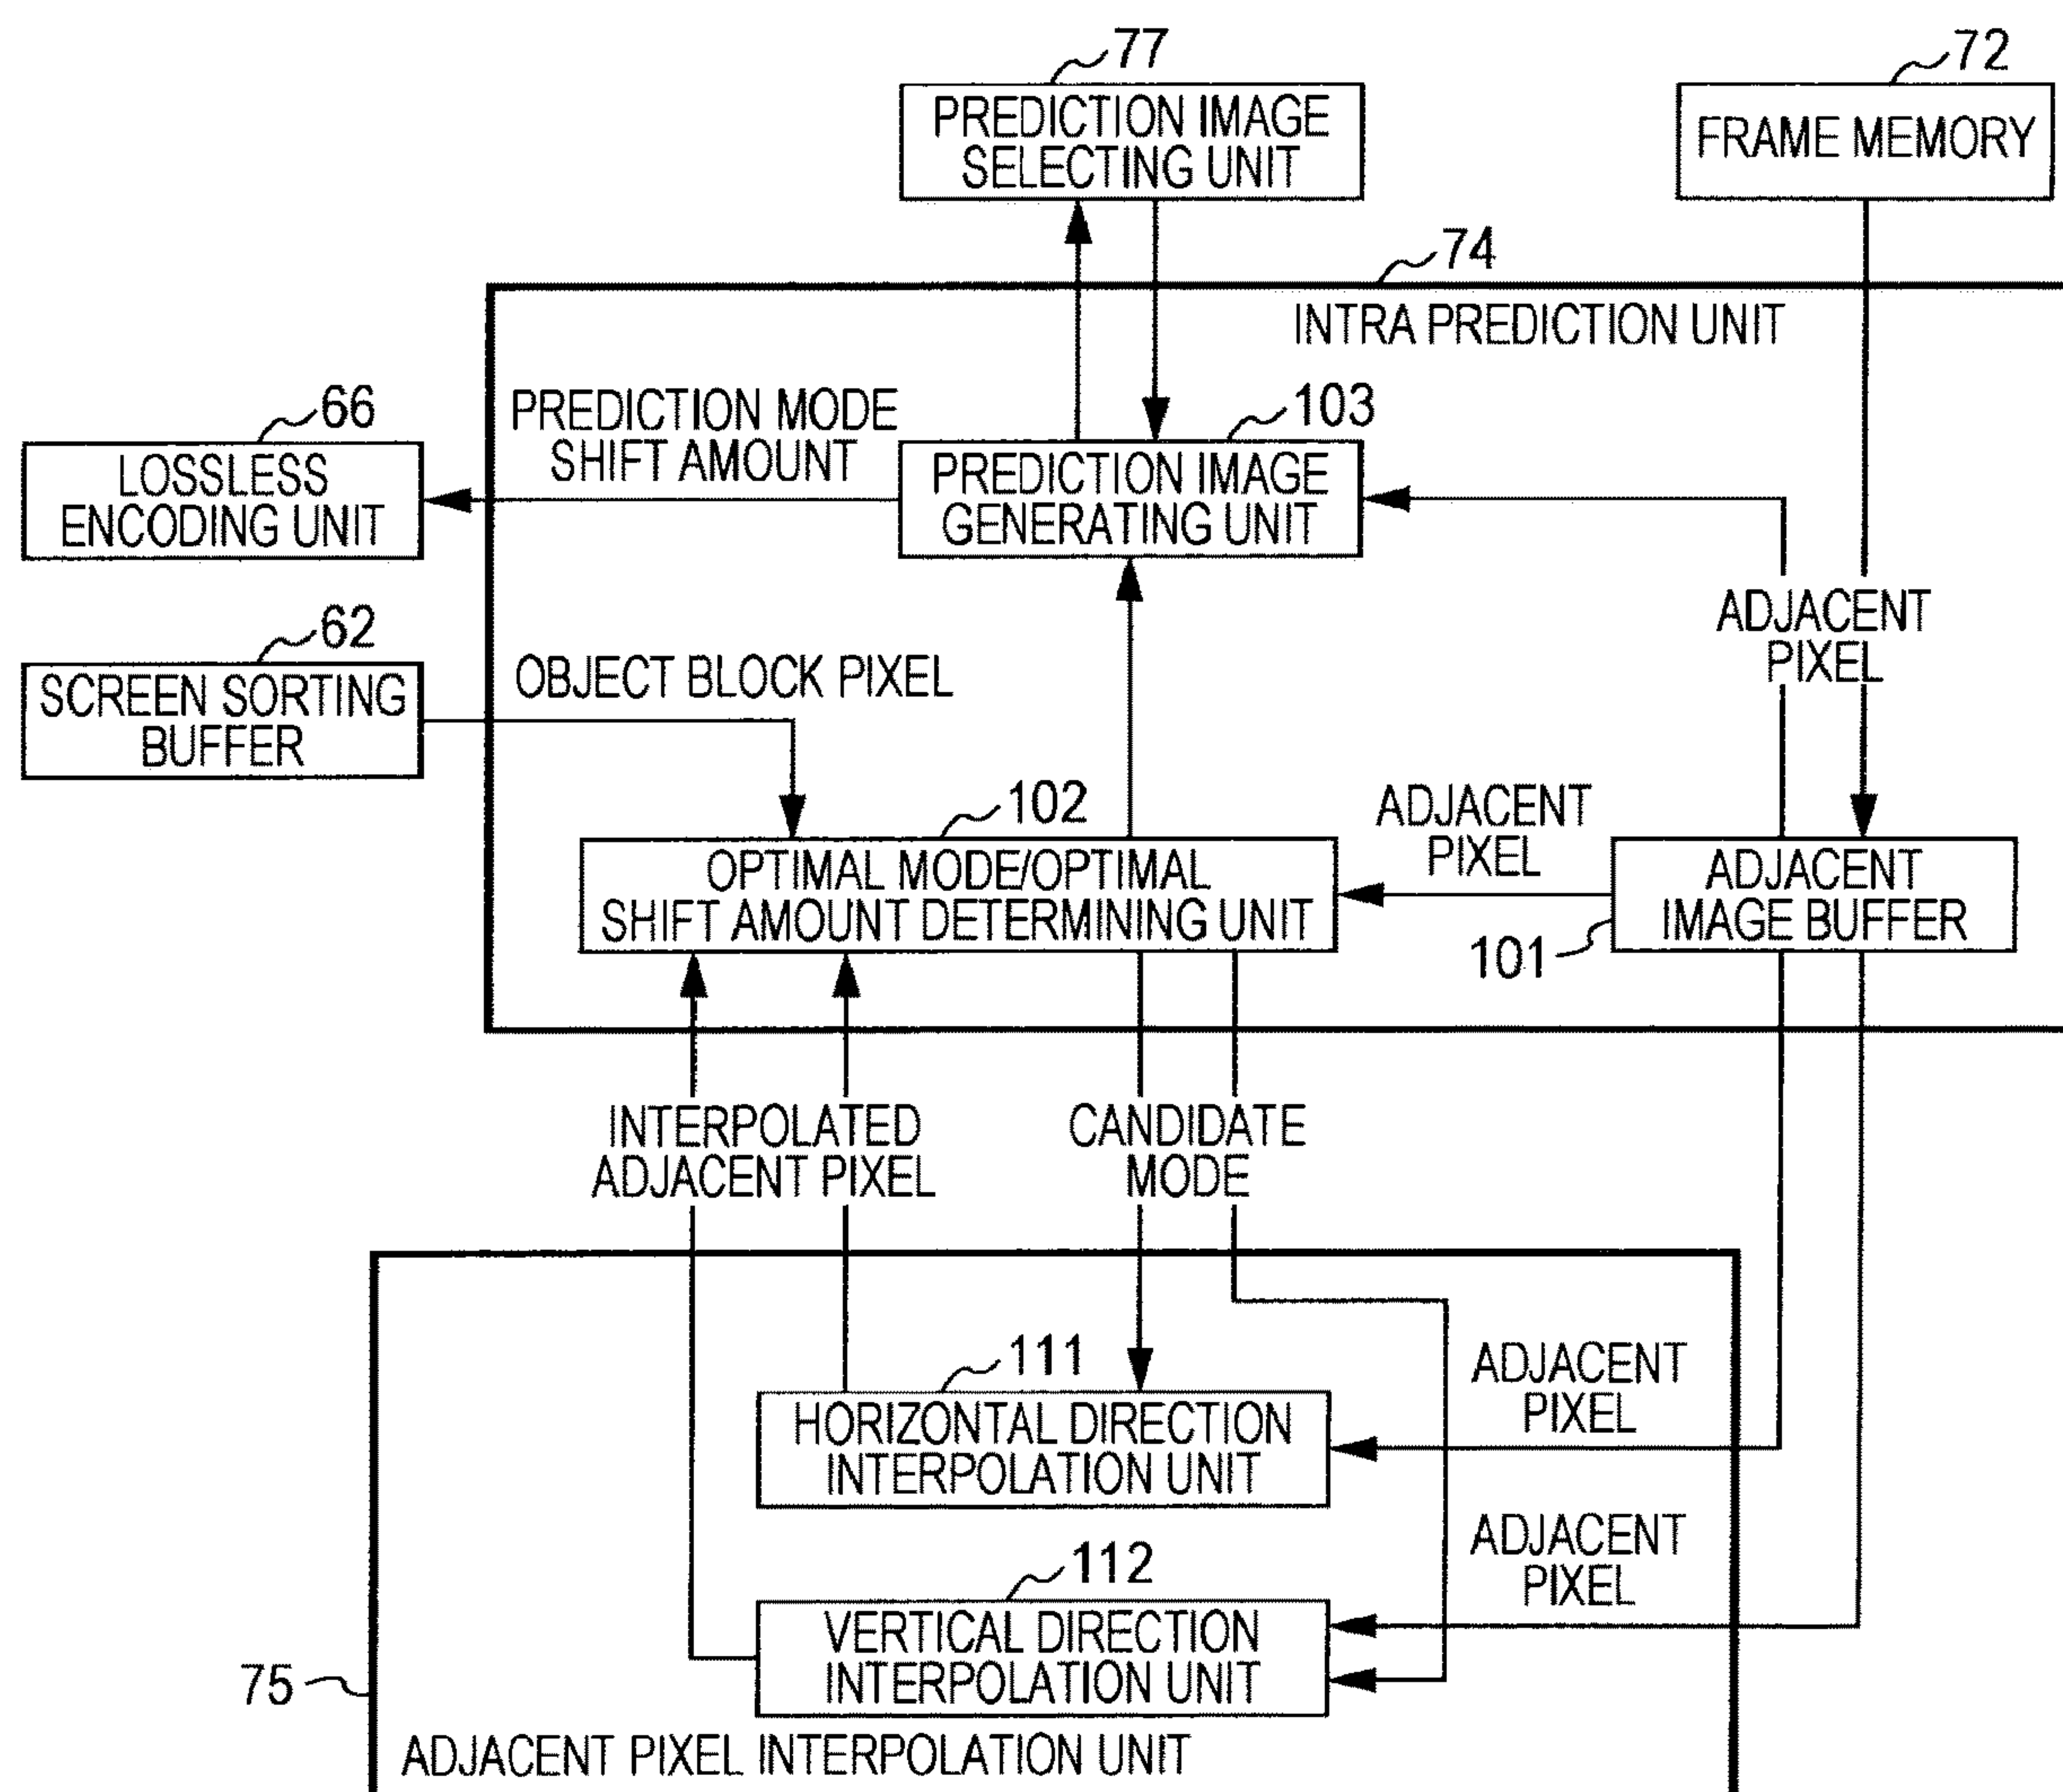 77
PREDICTION IMAGE
SELECTING UNIT
72
FRAME MEMORY
74
INTRA PREDICTION UNIT
66
LOSSLESS
ENCODING UNIT
PREDICTION MODE
SHIFT AMOUNT
103
PREDICTION IMAGE
GENERATING UNIT
ADJACENT
PIXEL
62
SCREEN SORTING
BUFFER
OBJECT BLOCK PIXEL
102
OPTIMAL MODE/OPTIMAL
SHIFT AMOUNT DETERMINING UNIT
ADJACENT
PIXEL
ADJACENT
IMAGE BUFFER
101
INTERPOLATED
ADJACENT PIXEL
CANDIDATE
MODE
111
HORIZONTAL DIRECTION
INTERPOLATION UNIT
ADJACENT
PIXEL
112
VERTICAL DIRECTION
INTERPOLATION UNIT
ADJACENT
PIXEL
75
ADJACENT PIXEL INTERPOLATION UNIT